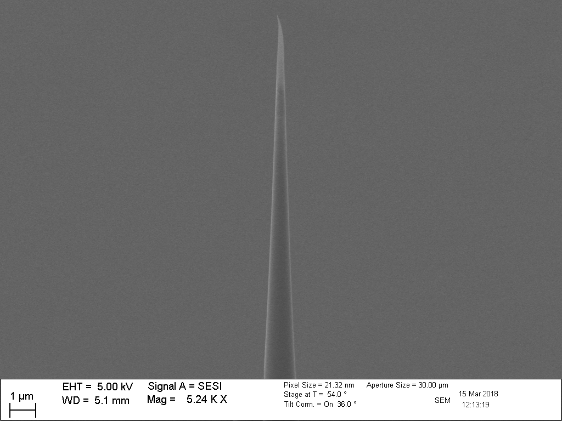 1 µm
EHT = 5.00 kV Signal A = SESI
WD = 5.1 mm Mag = 5.24 K X
Pixel Size = 21.32 nm Aperture Size = 30.00 µm
Stage at T = 54.0 °
Tilt Corrn. = On 36.0 °
SEM
15 Mar 2018
12:13:19